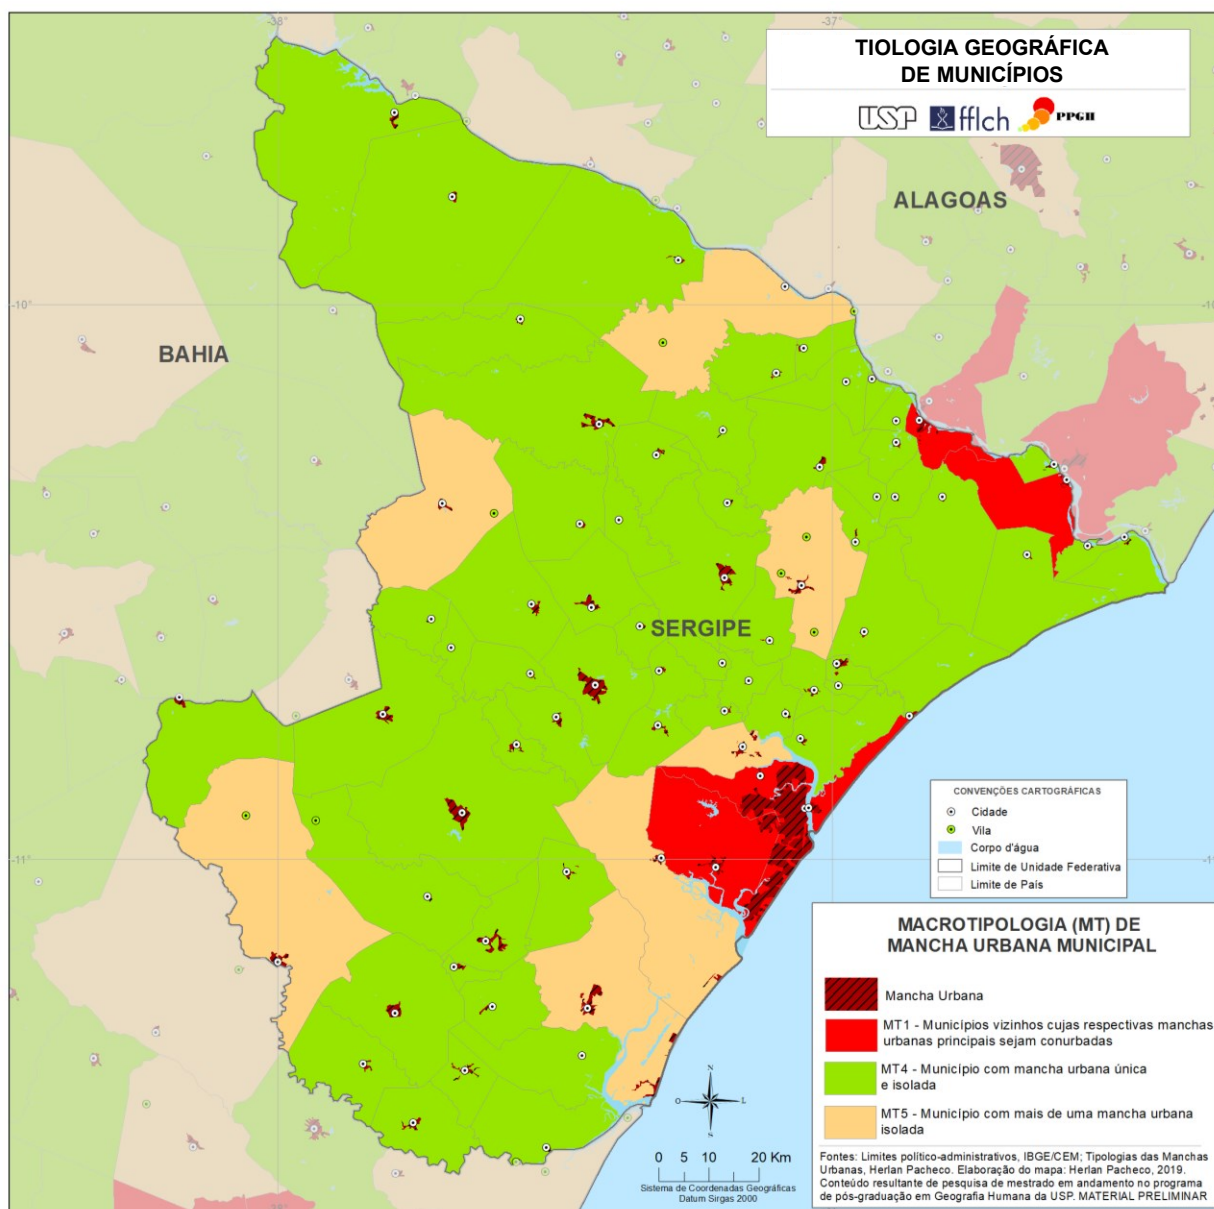 -38°
-37°
TIOLOGIA GEOGRÁFICA
DE MUNICÍPIOS
USP fflch PPGH
ALAGOAS
-10°
-10°
BAHIA
SERGIPE
CONVENÇÕES CARTOGRÁFICAS
Cidade
Vila
Corpo d'água
Limite de Unidade Federativa
Limite de País
-11°
MACROTIPOLOGIA (MT) DE
MANCHA URBANA MUNICIPAL
Mancha Urbana
MT1 - Municípios vizinhos cujas respectivas manchas
urbanas principais sejam conurbadas
MT4 - Município com mancha urbana única
e isolada
MT5 - Município com mais de uma mancha urbana
isolada
N
O L
S
0 5 10 20 Km
Sistema de Coordenadas Geográficas
Datum Sirgas 2000
Fontes: Limites político-administrativos, IBGE/CEM; Tipologias das Manchas
Urbanas, Herlan Pacheco. Elaboração do mapa: Herlan Pacheco, 2019.
Conteúdo resultante de pesquisa de mestrado em andamento no programa
de pós-graduação em Geografia Humana da USP. MATERIAL PRELIMINAR